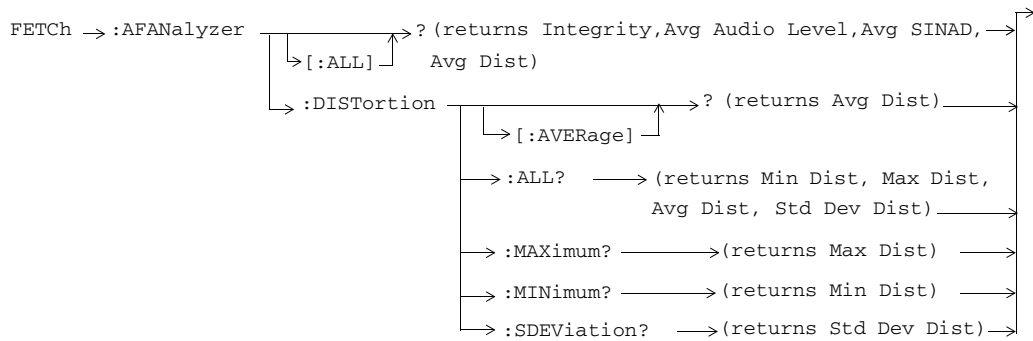 FETCh :AFANalyzer ? (returns Integrity,Avg Audio Level,Avg SINAD,
[:ALL] Avg Dist)
:DISTortion ? (returns Avg Dist)
[:AVERage]
:ALL? (returns Min Dist, Max Dist,
Avg Dist, Std Dev Dist)
:MAXimum? (returns Max Dist)
:MINimum? (returns Min Dist)
:SDEViation? (returns Std Dev Dist)